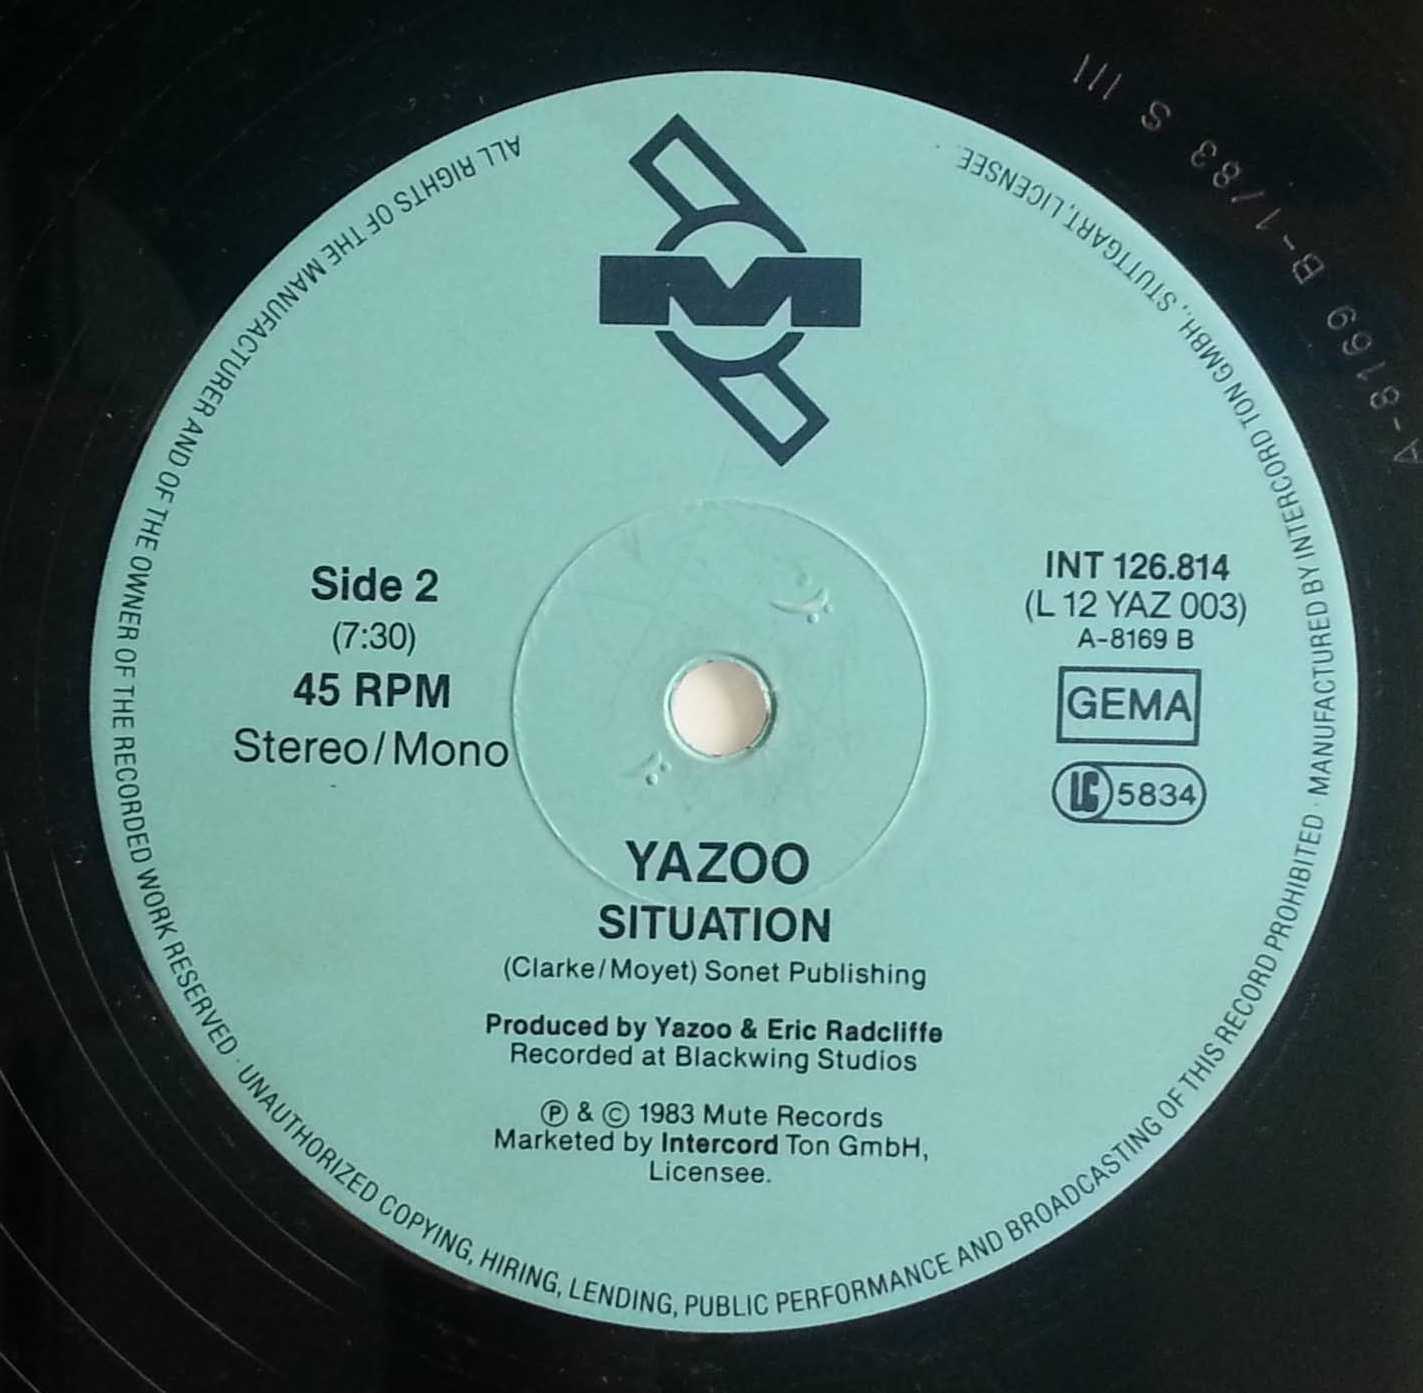 M
Side 2
(7:30)
45 RPM
Stereo/Mono
INT 126.814
(L 12 YAZ 003)
A-8169 B
GEMA
LC 5834
YAZOO
SITUATION
(Clarke/Moyet) Sonet Publishing
Produced by Yazoo & Eric Radcliffe
Recorded at Blackwing Studios
Ⓟ & © 1983 Mute Records
Marketed by Intercord Ton GmbH,
Licensee.
ALL RIGHTS OF THE MANUFACTURER AND OF THE OWNER OF THE RECORDED WORK RESERVED · UNAUTHORIZED COPYING, HIRING, LENDING, PUBLIC PERFORMANCE AND BROADCASTING OF THIS RECORD PROHIBITED · MANUFACTURED BY INTERCORD TON GMBH., STUTTGART, LICENSEE
A-8169 B-1/83 S III